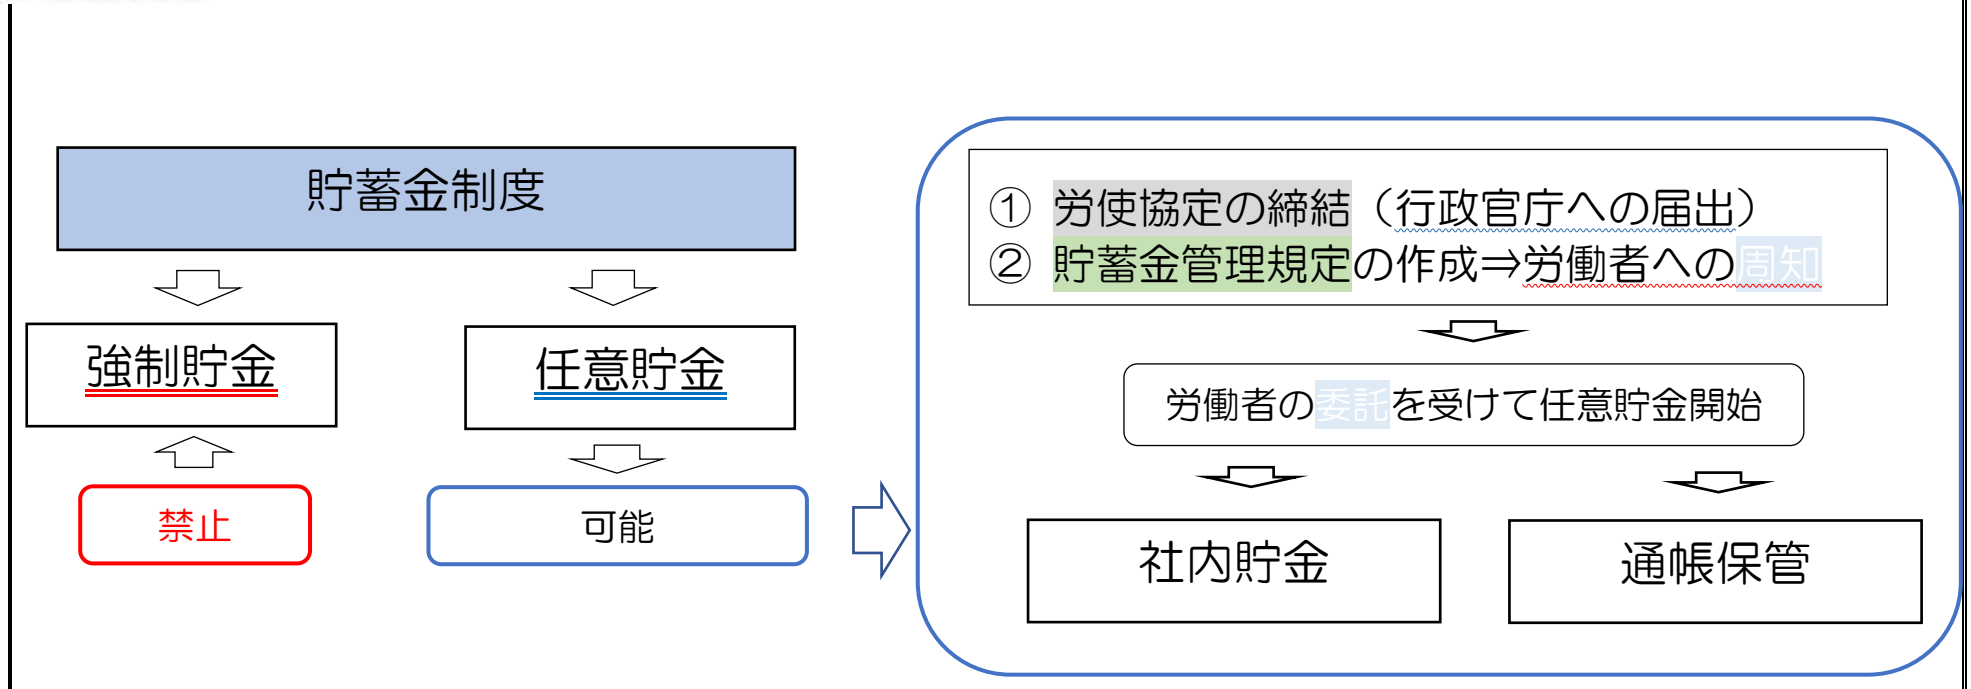 貯蓄金制度
強制貯金
任意貯金
禁止
可能
① 労使協定の締結（行政官庁への届出）
② 貯蓄金管理規定の作成⇒労働者への周知
労働者の委託を受けて任意貯金開始
社内貯金
通帳保管